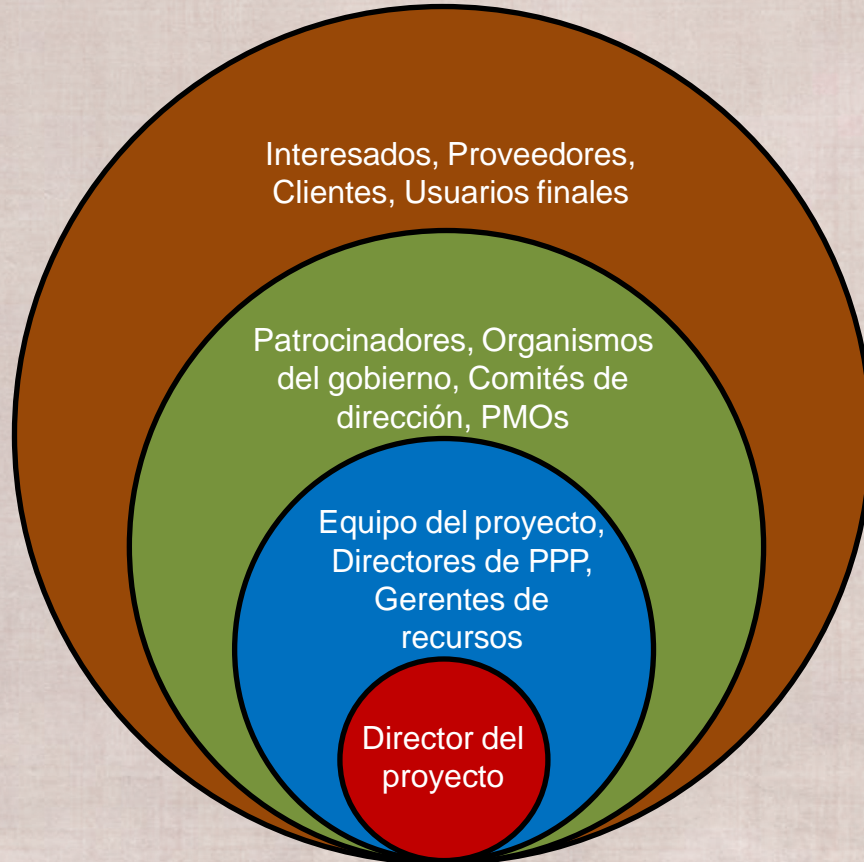 Interesados, Proveedores,
Clientes, Usuarios finales
Patrocinadores, Organismos
del gobierno, Comités de
dirección, PMOs
Equipo del proyecto,
Directores de PPP,
Gerentes de
recursos
Director del
proyecto